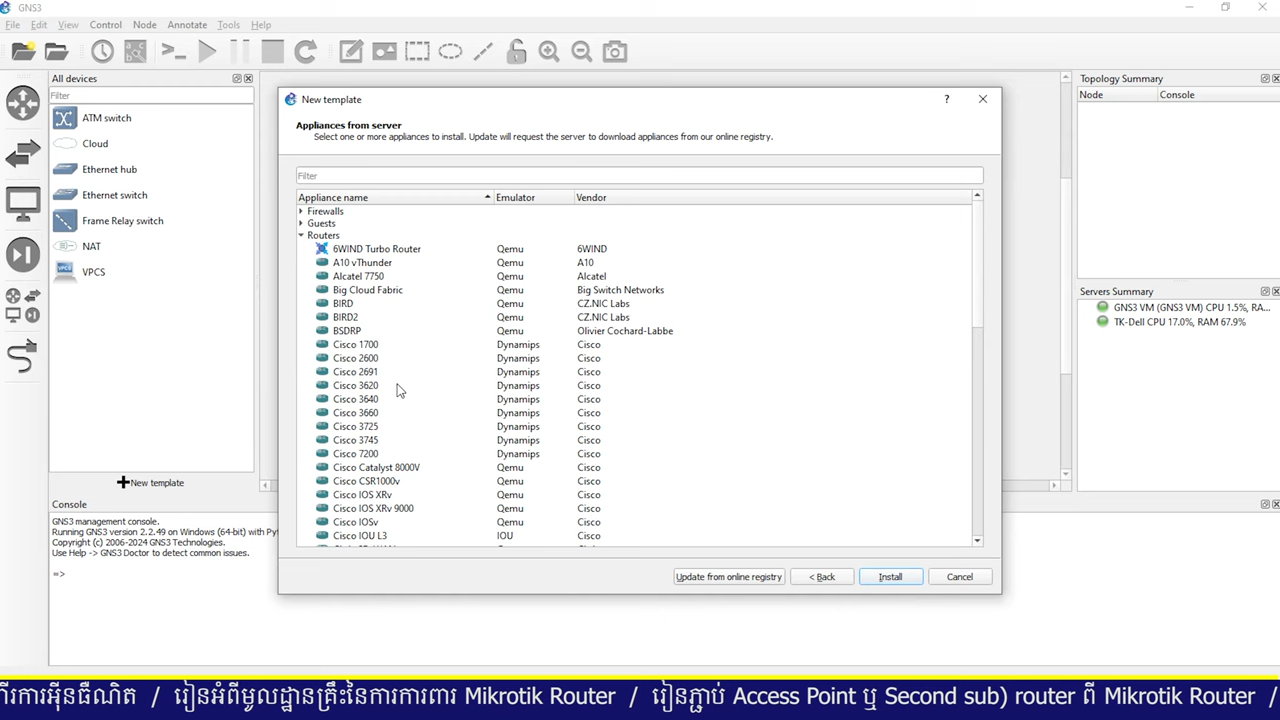 GNS3
File Edit View Control Node Annotate Tools Help
All devices
Filter
ATM switch
Cloud
Ethernet hub
Ethernet switch
Frame Relay switch
NAT
VPCS
New template
Console
GNS3 management console.
Running GNS3 version 2.2.49 on Windows (64-bit) with Pyt
Copyright (c) 2006-2024 GNS3 Technologies.
Use Help -> GNS3 Doctor to detect common issues.
=>
New template
Appliances from server
Select one or more appliances to install. Update will request the server to download appliances from our online registry.
Filter
Appliance name Emulator Vendor
Firewalls
Guests
Routers
6WIND Turbo Router Qemu 6WIND
A10 vThunder Qemu A10
Alcatel 7750 Qemu Alcatel
Big Cloud Fabric Qemu Big Switch Networks
BIRD Qemu CZ.NIC Labs
BIRD2 Qemu CZ.NIC Labs
BSDRP Qemu Olivier Cochard-Labbe
Cisco 1700 Dynamips Cisco
Cisco 2600 Dynamips Cisco
Cisco 2691 Dynamips Cisco
Cisco 3620 Dynamips Cisco
Cisco 3640 Dynamips Cisco
Cisco 3660 Dynamips Cisco
Cisco 3725 Dynamips Cisco
Cisco 3745 Dynamips Cisco
Cisco 7200 Dynamips Cisco
Cisco Catalyst 8000V Qemu Cisco
Cisco CSR1000v Qemu Cisco
Cisco IOS XRv Qemu Cisco
Cisco IOS XRv 9000 Qemu Cisco
Cisco IOSv Qemu Cisco
Cisco IOU L3 IOU Cisco
Update from online registry < Back Install Cancel
Topology Summary
Node Console
Servers Summary
GNS3 VM (GNS3 VM) CPU 1.5%, RA...
TK-Dell CPU 17.0%, RAM 67.9%
ការអ៊ីនធឺណិត / រៀនអំពីមូលដ្ឋានគ្រឹះនៃការការពារ Mikrotik Router / រៀនភ្ជាប់ Access Point ឬ Second sub) router ពី Mikrotik Router /